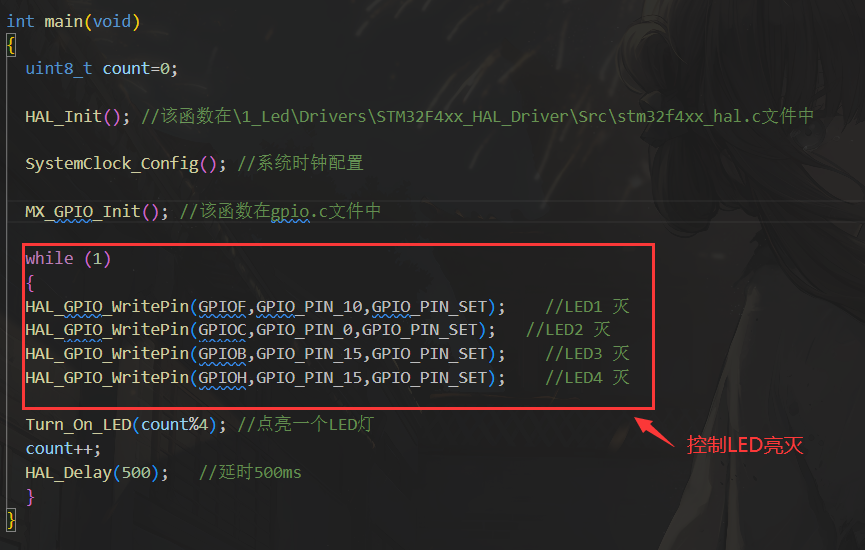 int main(void)
{
uint8_t count=0;
HAL_Init(); //该函数在\1_Led\Drivers\STM32F4xx_HAL_Driver\Src\stm32f4xx_hal.c文件中
SystemClock_Config(); //系统时钟配置
MX_GPIO_Init(); //该函数在gpio.c文件中
while (1)
{
HAL_GPIO_WritePin(GPIOF,GPIO_PIN_10,GPIO_PIN_SET); //LED1 灭
HAL_GPIO_WritePin(GPIOC,GPIO_PIN_0,GPIO_PIN_SET); //LED2 灭
HAL_GPIO_WritePin(GPIOB,GPIO_PIN_15,GPIO_PIN_SET); //LED3 灭
HAL_GPIO_WritePin(GPIOH,GPIO_PIN_15,GPIO_PIN_SET); //LED4 灭
Turn_On_LED(count%4); //点亮一个LED灯
控制LED亮灭
count++;
HAL_Delay(500); //延时500ms
}
}